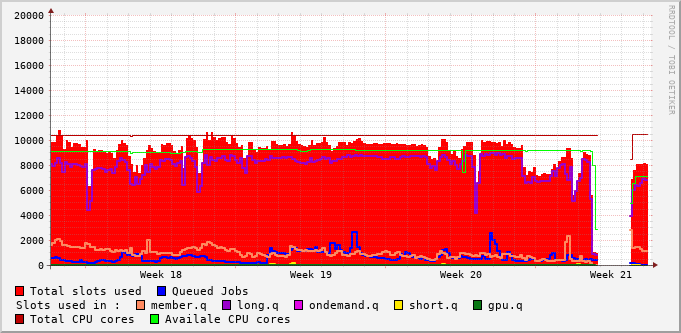 20000
18000
16000
14000
12000
10000
8000
6000
4000
2000
0
Week 18 Week 19 Week 20 Week 21
Total slots used Queued Jobs
Slots used in : member.q long.q ondemand.q short.q gpu.q
Total CPU cores Availale CPU cores
RRDTOOL / TOBI OETIKER